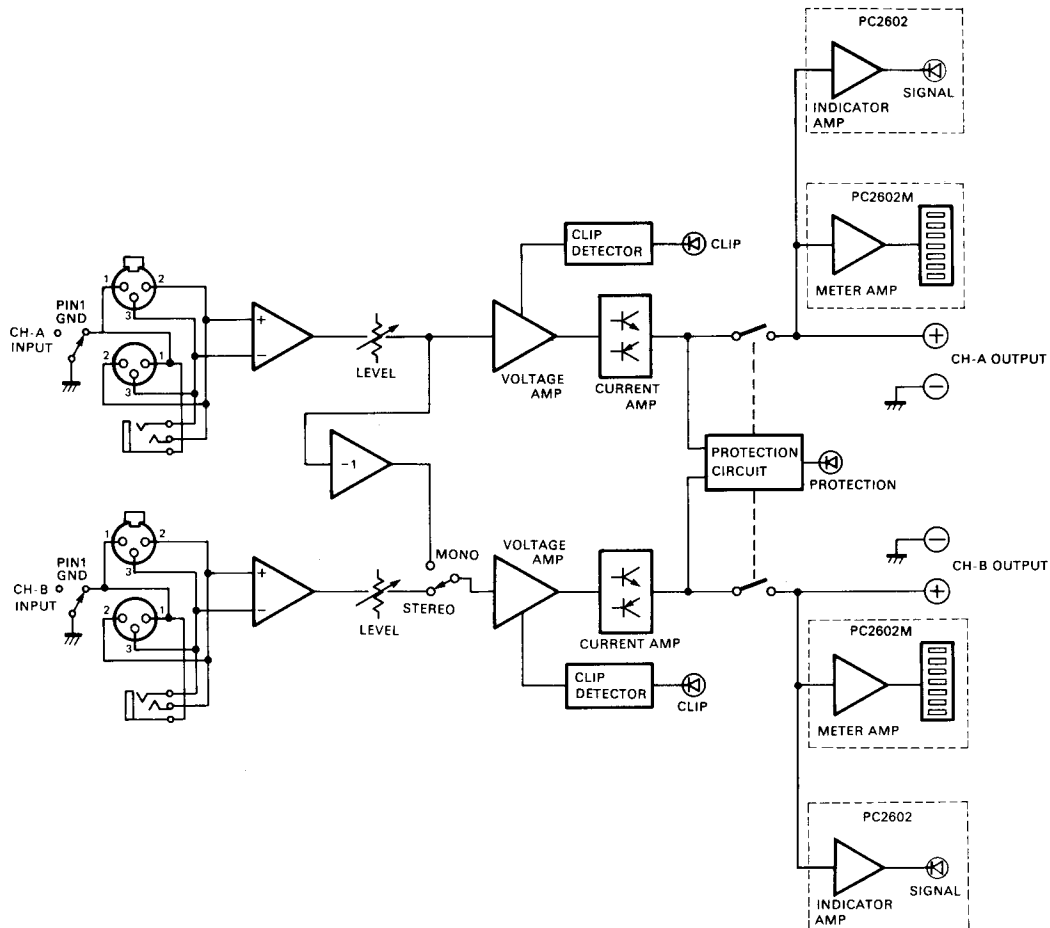 PC2602
INDICATOR
AMP
SIGNAL
PC2602M
METER AMP
CLIP
DETECTOR
CLIP
1
2
3
PIN1
GND
CH-A
INPUT
2
1
3
+
−
LEVEL
VOLTAGE
AMP
CURRENT
AMP
+
CH-A OUTPUT
−
−1
PROTECTION
CIRCUIT
PROTECTION
1
2
3
PIN1
GND
CH-B
INPUT
2
1
3
+
−
LEVEL
MONO
STEREO
VOLTAGE
AMP
CURRENT AMP
−
CH-B OUTPUT
+
CLIP
DETECTOR
CLIP
PC2602M
METER AMP
PC2602
INDICATOR
AMP
SIGNAL